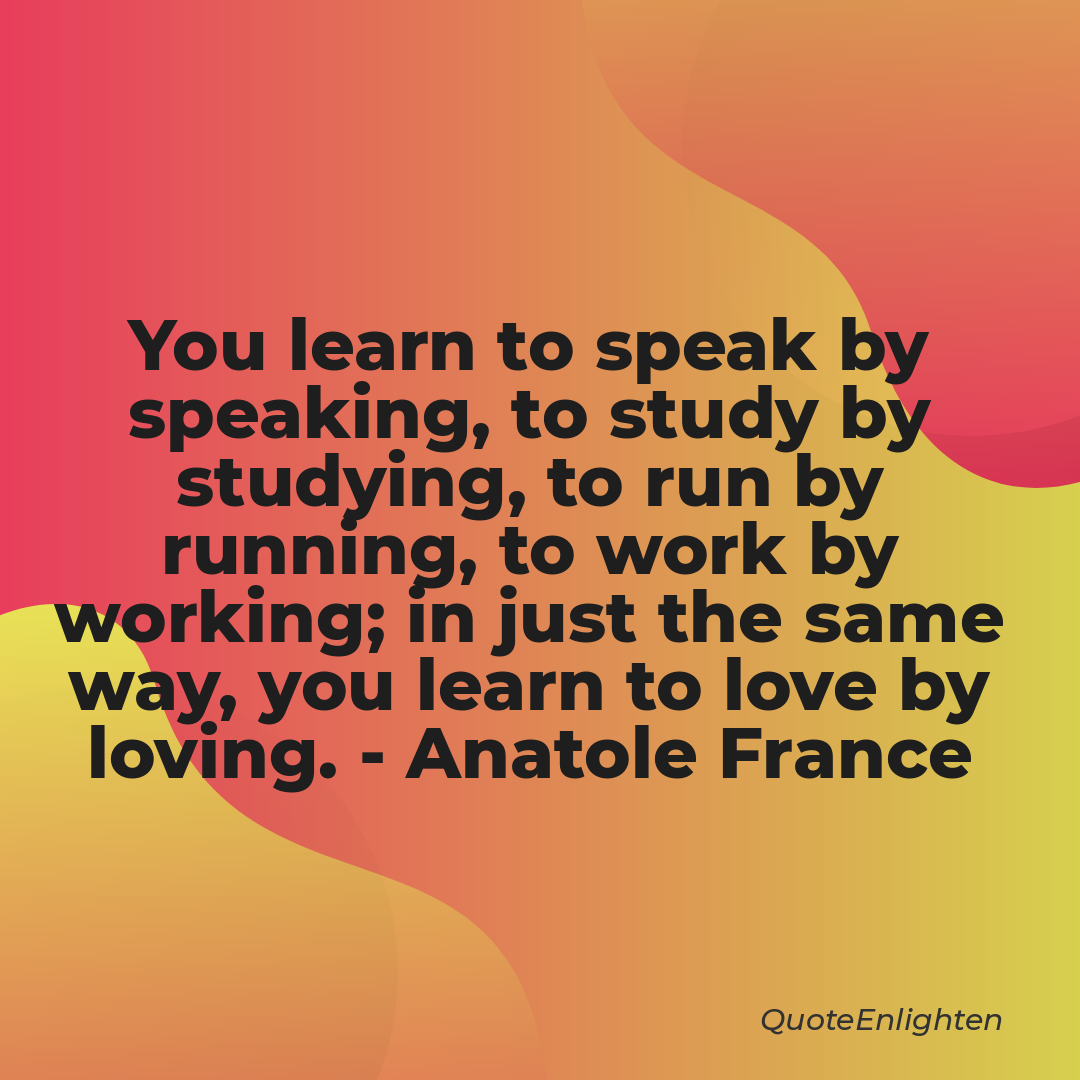 You learn to speak by
speaking, to study by
studying, to run by
running, to work by
working; in just the same
way, you learn to love by
loving. - Anatole France
QuoteEnlighten